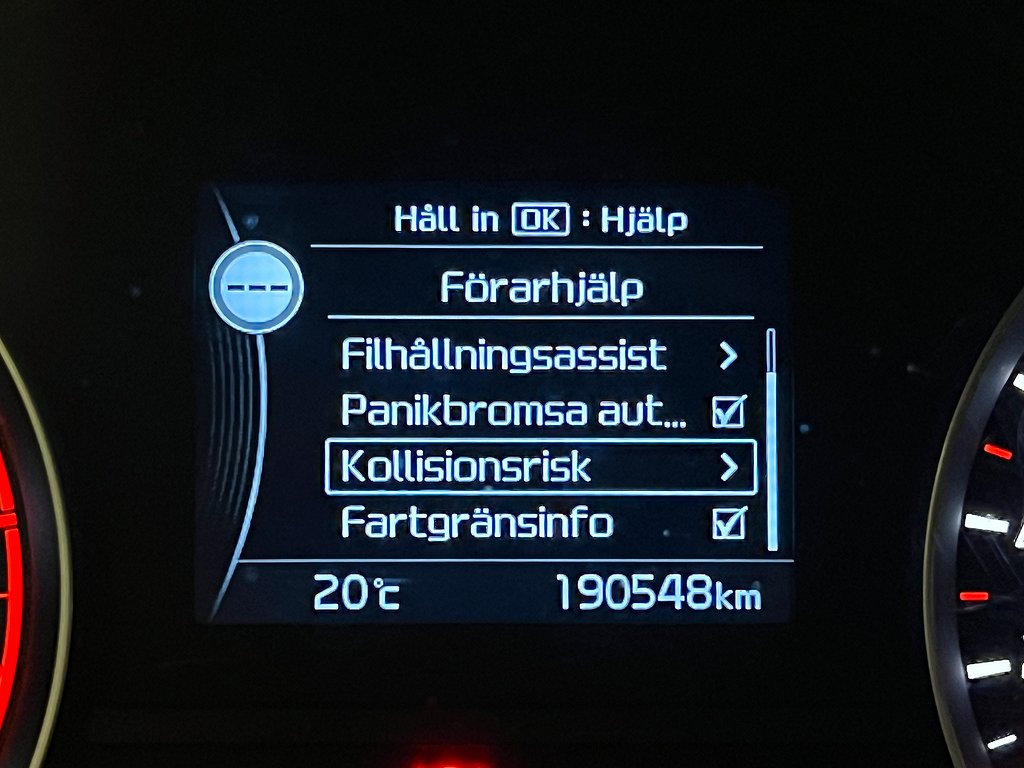 Håll in OK : Hjälp
Förarhjälp
Filhållningsassist >
Panikbromsa aut...
Kollisionsrisk >
Fartgränsinfo
20°C 190548km